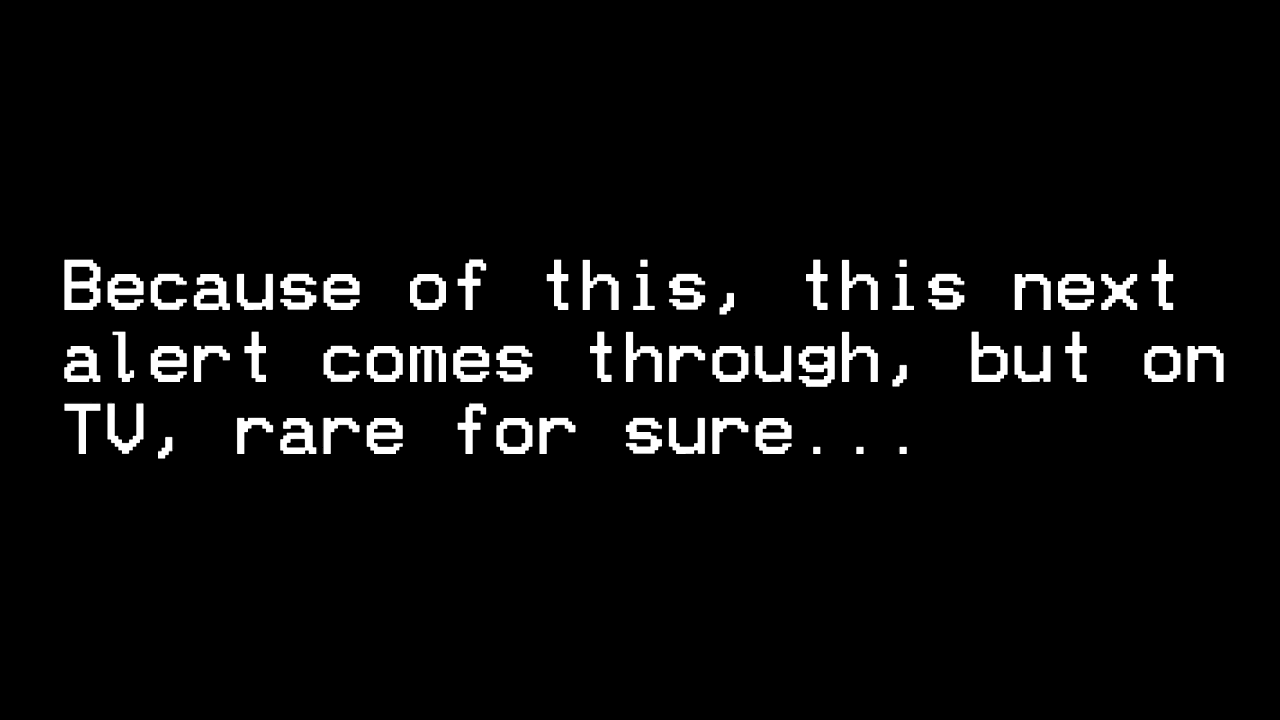 Because of this, this next
alert comes through, but on
TV, rare for sure...